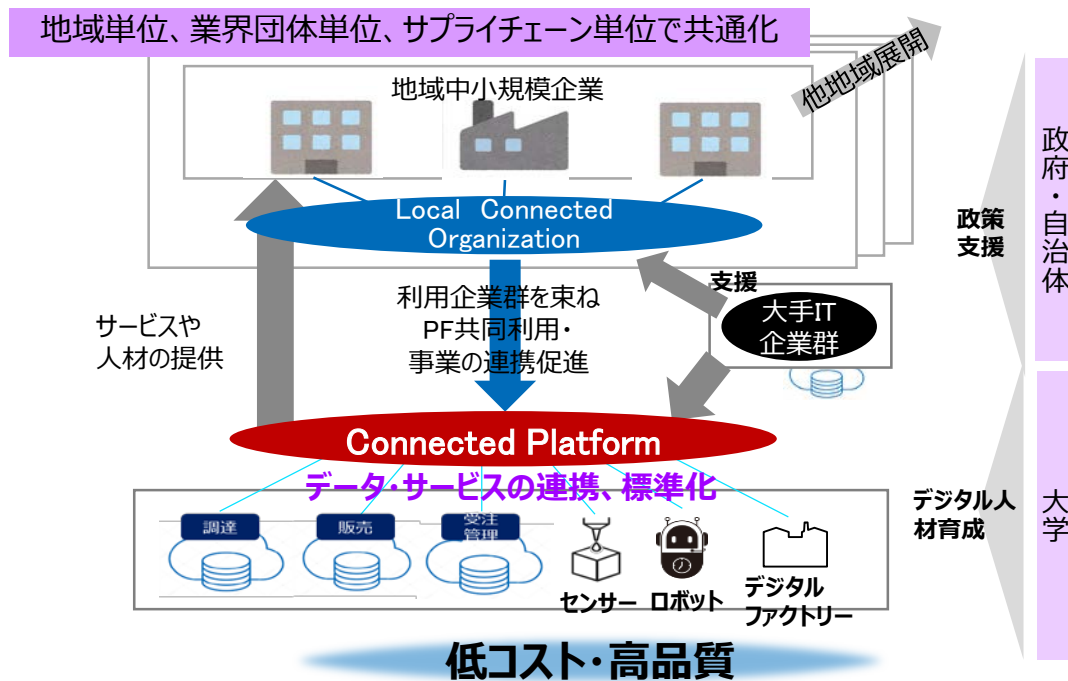 地域単位、業界団体単位、サプライチェーン単位で共通化
他地域展開
地域中小規模企業
Local Connected
Organization
政策
支援
政府・自治体
支援
大手IT
企業群
利用企業群を束ね
PF共同利用・
事業の連携促進
サービスや
人材の提供
Connected Platform
データ・サービスの連携、標準化
調達
販売
受注
管理
センサー
ロボット
デジタル
ファクトリー
デジタル人
材育成
大学
低コスト・高品質